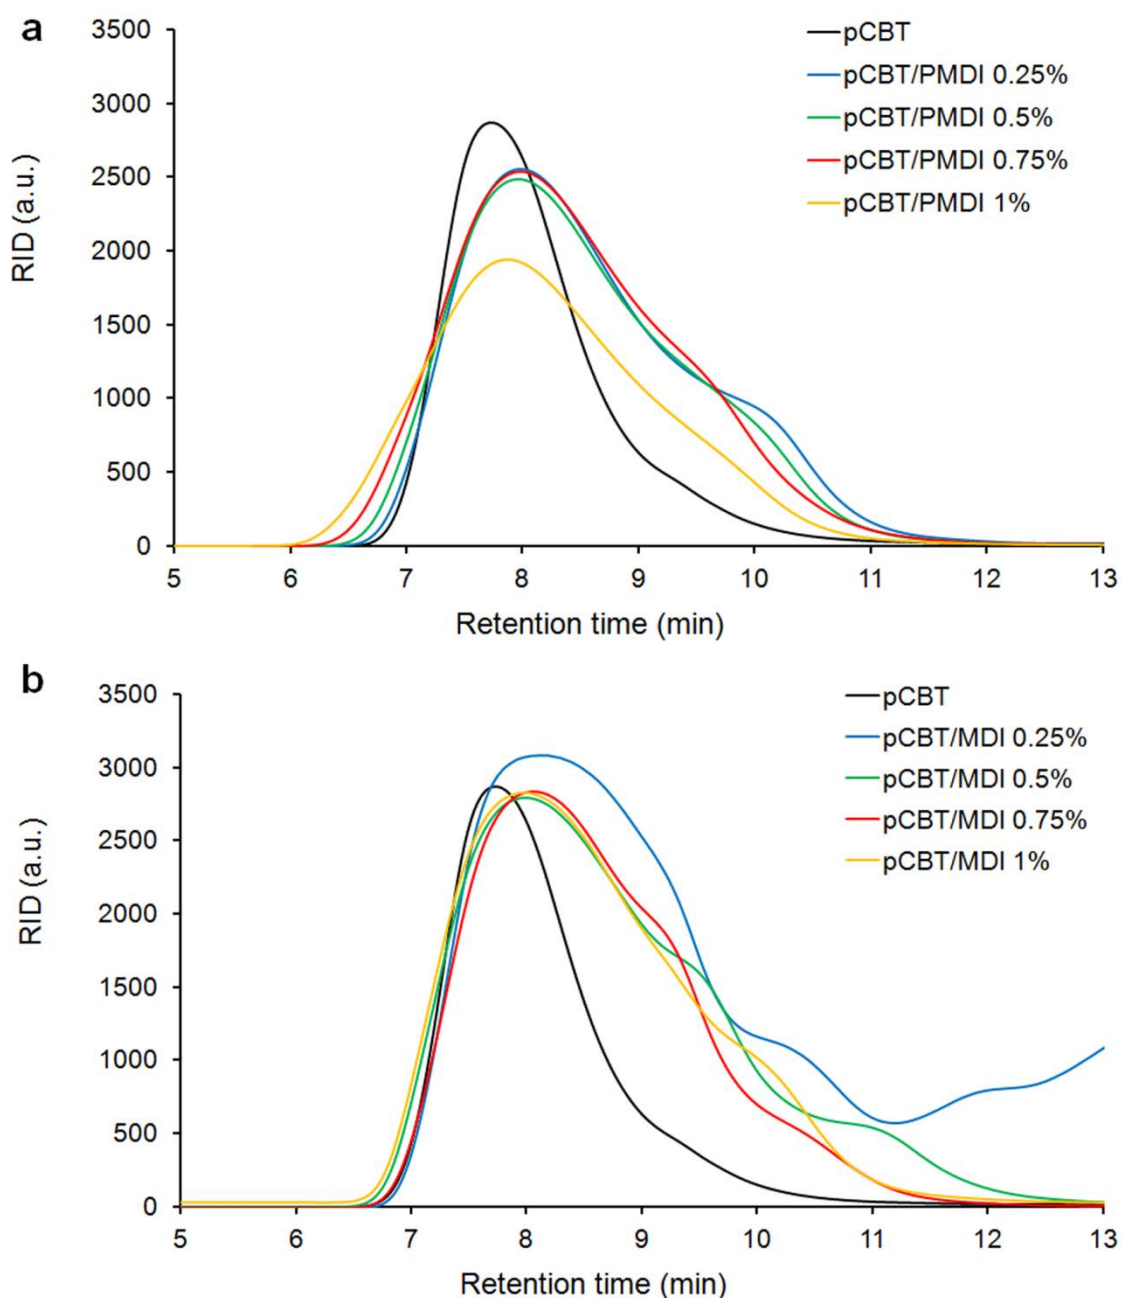 a
3500
3000
2500
2000
1500
1000
500
0
RID (a.u.)
pCBT
pCBT/PMDI 0.25%
pCBT/PMDI 0.5%
pCBT/PMDI 0.75%
pCBT/PMDI 1%
5 6 7 8 9 10 11 12 13
Retention time (min)
b
3500
3000
2500
2000
1500
1000
500
0
RID (a.u.)
pCBT
pCBT/MDI 0.25%
pCBT/MDI 0.5%
pCBT/MDI 0.75%
pCBT/MDI 1%
5 6 7 8 9 10 11 12 13
Retention time (min)